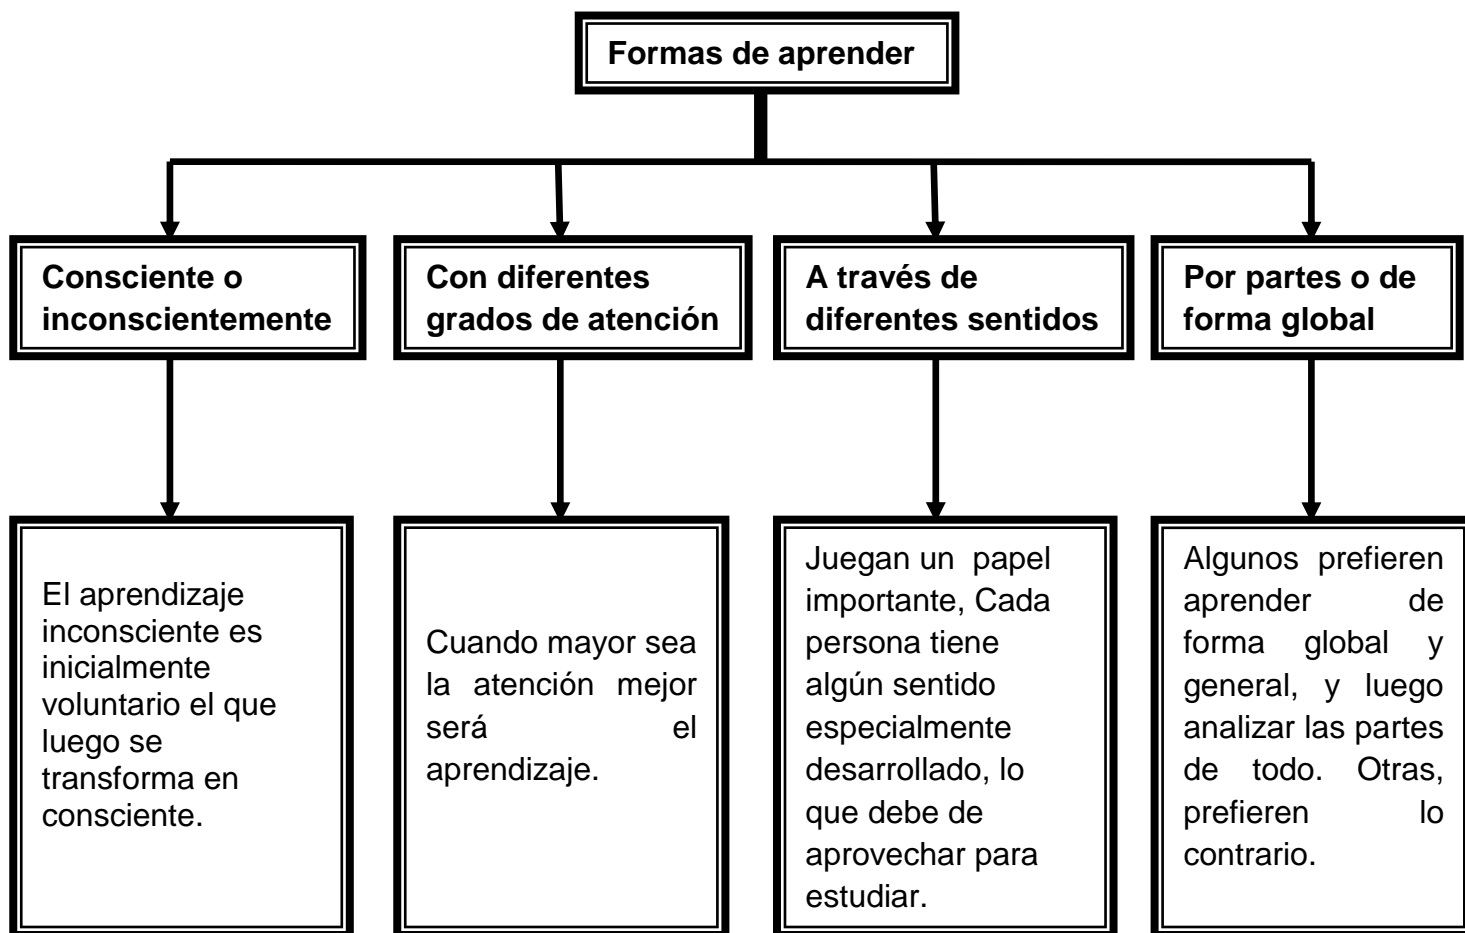 Formas de aprender
Consciente o
inconscientemente
Con diferentes
grados de atención
A través de
diferentes sentidos
Por partes o de
forma global
El aprendizaje
inconsciente es
inicialmente
voluntario el que
luego se
transforma en
consciente.
Cuando mayor sea
la atención mejor
será el
aprendizaje.
Juegan un papel
importante, Cada
persona tiene
algún sentido
especialmente
desarrollado, lo
que debe de
aprovechar para
estudiar.
Algunos prefieren
aprender de
forma global y
general, y luego
analizar las partes
de todo. Otras,
prefieren lo
contrario.